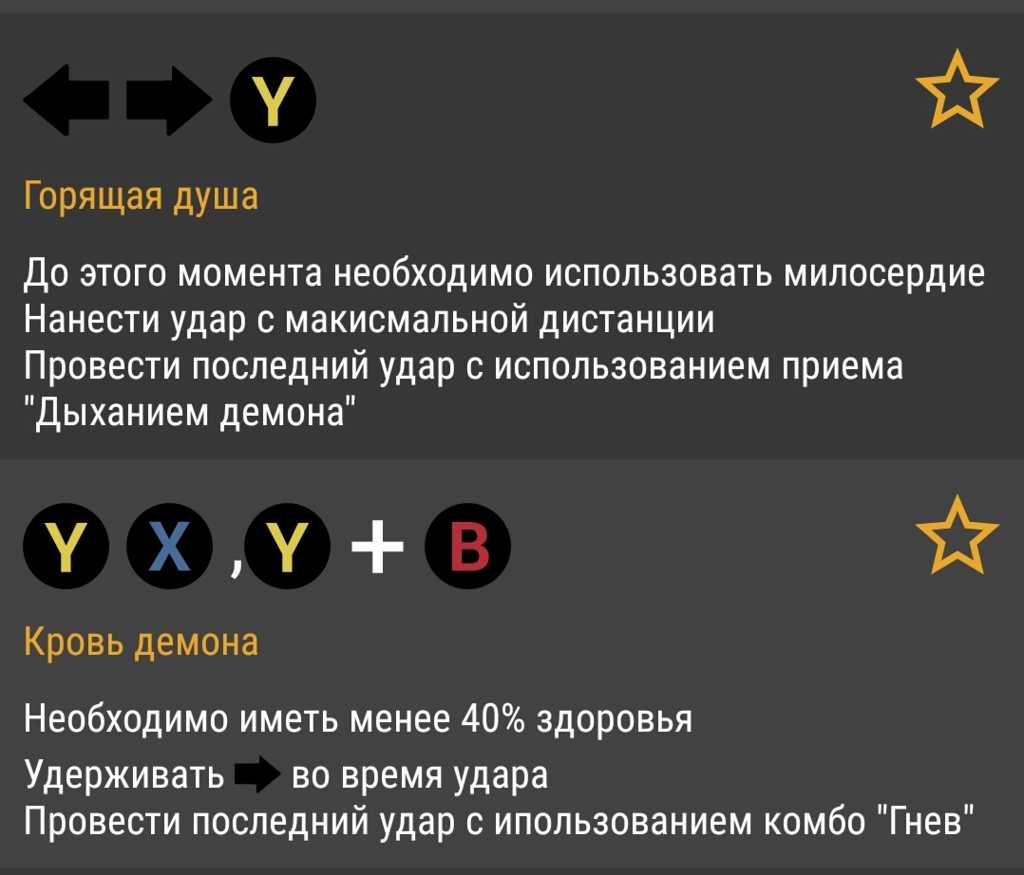 Y
Горящая душа
До этого момента необходимо использовать милосердие
Нанести удар с макисмальной дистанции
Провести последний удар с использованием приема
"Дыханием демона"
Y X , Y + B
Кровь демона
Необходимо иметь менее 40% здоровья
Удерживать во время удара
Провести последний удар с ипользованием комбо "Гнев"